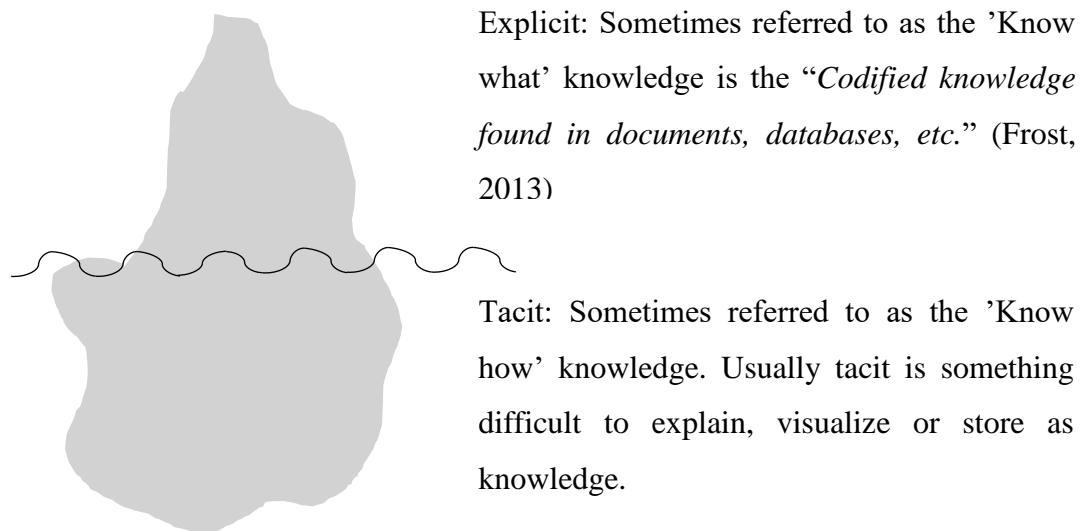 Explicit: Sometimes referred to as the ’Know
what’ knowledge is the “Codified knowledge
found in documents, databases, etc.” (Frost,
2013)
Tacit: Sometimes referred to as the ’Know
how’ knowledge. Usually tacit is something
difficult to explain, visualize or store as
knowledge.